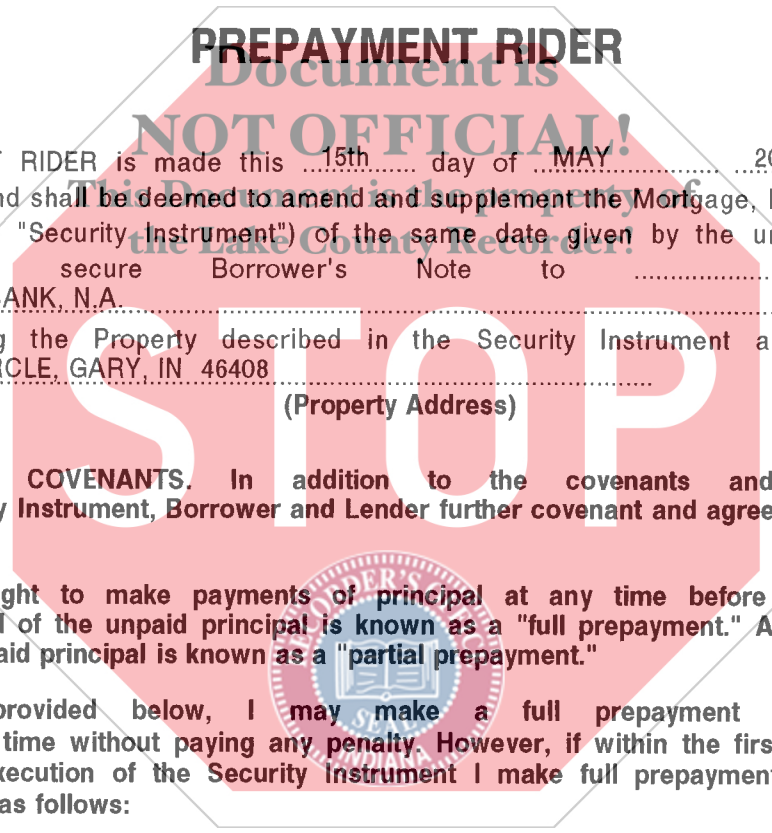 PREPAYMENT RIDER
Document is
NOT OFFICIAL!
This Document is the property of
the Lake County Recorder!
STOP
T RIDER is made this 15th day of MAY 20
nd shall be deemed to amend and supplement the Mortgage,
"Security Instrument") of the same date given by the un
secure Borrower's Note to
ANK, N.A.
g the Property described in the Security Instrument a
RCLE, GARY, IN 46408
(Property Address)
COVENANTS. In addition to the covenants and
y Instrument, Borrower and Lender further covenant and agree
ght to make payments of principal at any time before
l of the unpaid principal is known as a "full prepayment." A
aid principal is known as a "partial prepayment."
provided below, I may make a full prepayment
time without paying any penalty. However, if within the firs
xecution of the Security Instrument I make full prepayment
as follows:
RECORDER'S OFFICE
SEAL
INDIANA